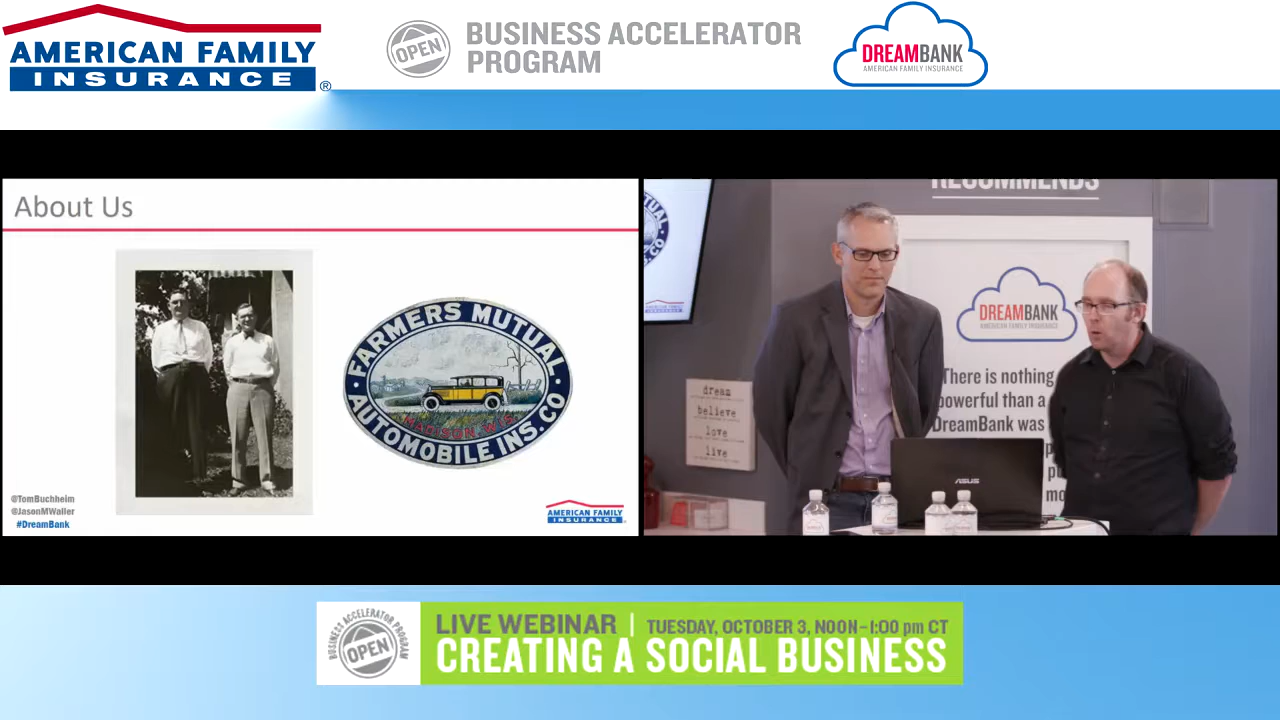 AMERICAN FAMILY
INSURANCE®
OPEN
BUSINESS ACCELERATOR
PROGRAM
DREAMBANK
AMERICAN FAMILY INSURANCE
About Us
FARMERS MUTUAL
AUTOMOBILE INS. CO.
MADISON WIS
@TomBuchheim
@JasonMWaller
#DreamBank
AMERICAN FAMILY
INSURANCE
RECOMMENDS
DREAMBANK
AMERICAN FAMILY INSURANCE
There is nothing
powerful than a
DreamBank was
mo
dream
believe
love
live
ASUS
BUSINESS ACCELERATOR PROGRAM
OPEN
LIVE WEBINAR | TUESDAY, OCTOBER 3, NOON–1:00 pm CT
CREATING A SOCIAL BUSINESS